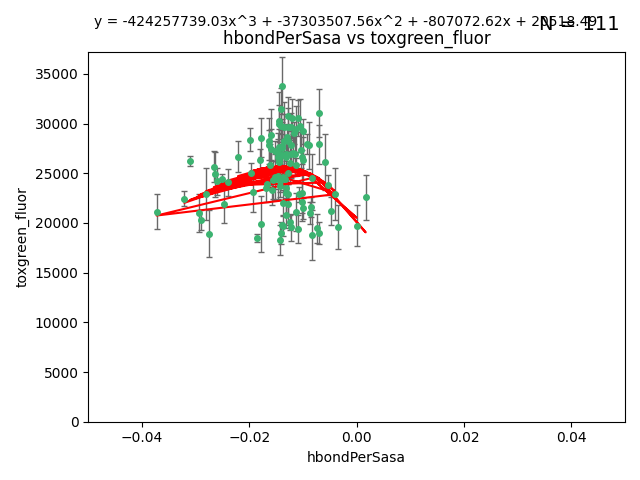 y = -424257739.03x^3 + -37303507.56x^2 + -807072.62x + 20518.49
N = 111
hbondPerSasa vs toxgreen_fluor
35000
30000
25000
20000
15000
10000
5000
0
toxgreen_fluor
−0.04
−0.02
0.00
0.02
0.04
hbondPerSasa